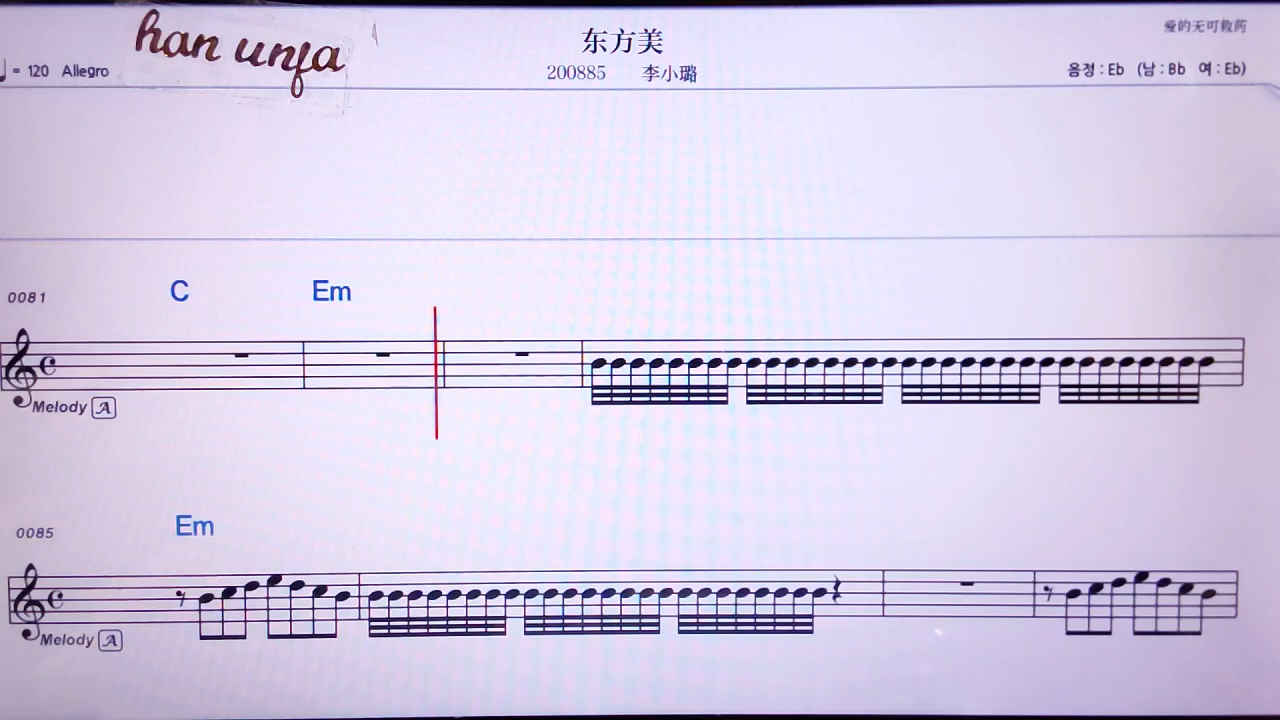 han unfa
东方美
爱的无可救药
♩ = 120 Allegro
200885 李小璐
음정 : Eb (남 : Bb 여 : Eb)
0081
C Em
Melody A
0085
Em
Melody A